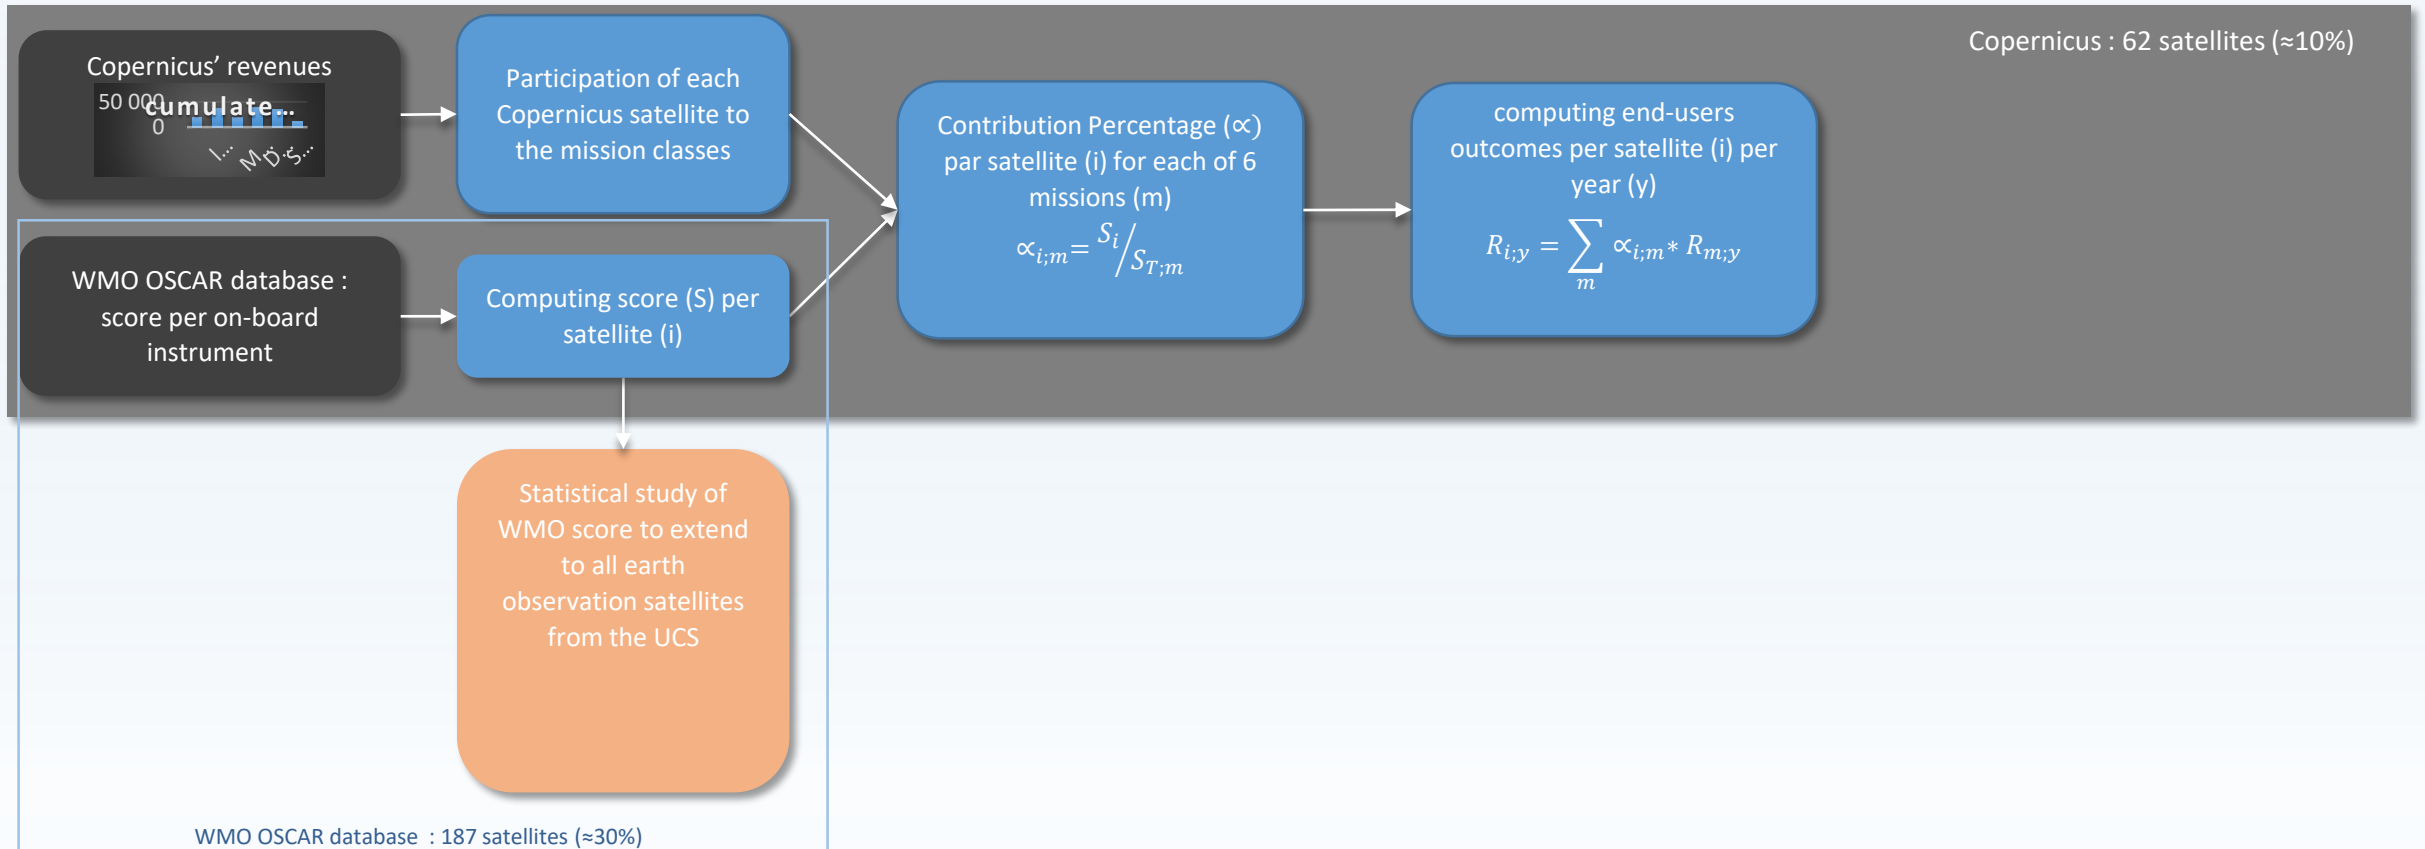 Copernicus : 62 satellites (≈10%)
Copernicus’ revenues
50 000
cumulate…
0
I…
M…
D…
S…
Participation of each
Copernicus satellite to
the mission classes
Contribution Percentage (∝)
par satellite (i) for each of 6
missions (m)
∝i;m= Si/ST;m
computing end-users
outcomes per satellite (i) per
year (y)
Ri;y = ∑m ∝i;m* Rm;y
WMO OSCAR database :
score per on-board
instrument
Computing score (S) per
satellite (i)
Statistical study of
WMO score to extend
to all earth
observation satellites
from the UCS
WMO OSCAR database : 187 satellites (≈30%)